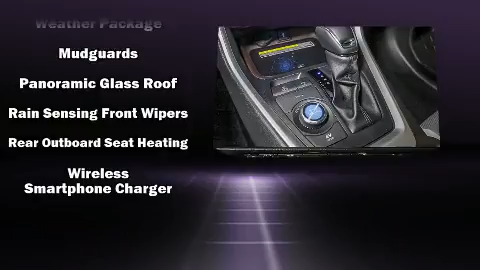 Weather Package
Mudguards
Panoramic Glass Roof
Rain Sensing Front Wipers
Rear Outboard Seat Heating
Wireless
Smartphone Charger